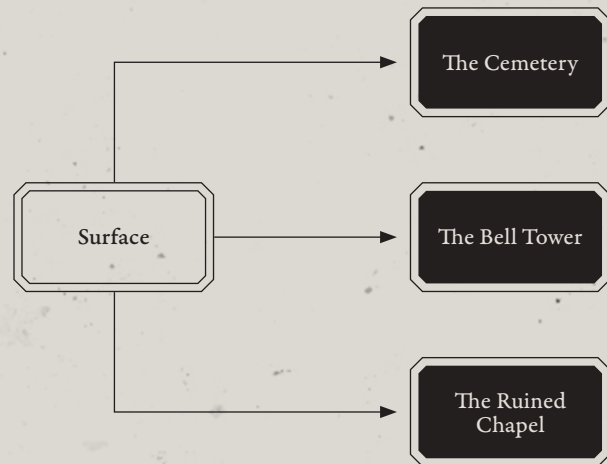 The Cemetery
Surface
The Bell Tower
The Ruined
Chapel